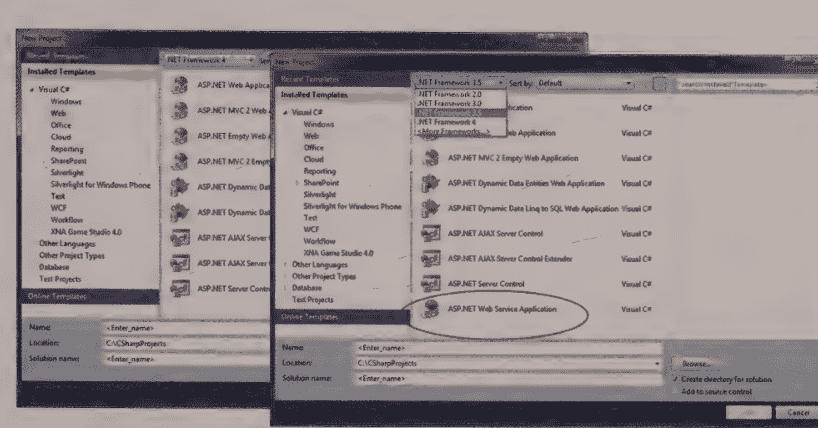 New Project
Recent Templates
Installed Templates
Visual C#
Windows
Web
Office
Cloud
Reporting
SharePoint
Silverlight
Silverlight for Windows Phone
Test
WCF
Workflow
XNA Game Studio 4.0
Other Languages
Other Project Types
Database
Test Projects
Online Templates
.NET Framework 4
ASP.NET Web Applica
ASP.NET MVC 2 Web
ASP.NET Empty Web
ASP.NET MVC 2 Empt
ASP.NET Dynamic Dat
ASP.NET Dynamic Dat
ASP.NET AJAX Server
ASP.NET AJAX Server
ASP.NET Server Contr
Name: <Enter_name>
Location: C:\CSharpProjects
Solution name: <Enter_name>
New Project
Recent Templates
Installed Templates
Visual C#
Windows
Web
Office
Cloud
Reporting
SharePoint
Silverlight
Silverlight for Windows Phone
Test
WCF
Workflow
XNA Game Studio 4.0
Other Languages
Other Project Types
Database
Test Projects
Online Templates
.NET Framework 3.5 Sort by: Default
.NET Framework 2.0
.NET Framework 3.0
.NET Framework 3.5
.NET Framework 4
<More Frameworks...>
lication Visual C#
eb Application Visual C#
ASP.NET MVC 2 Empty Web Application Visual C#
ASP.NET Dynamic Data Entities Web Application Visual C#
ASP.NET Dynamic Data Linq to SQL Web Application Visual C#
ASP.NET AJAX Server Control Visual C#
ASP.NET AJAX Server Control Extender Visual C#
ASP.NET Server Control Visual C#
ASP.NET Web Service Application Visual C#
Name: <Enter_name>
Location: C:\CSharpProjects
Browse...
Solution name: <Enter_name>
Create directory for solution
Add to source control
Cancel